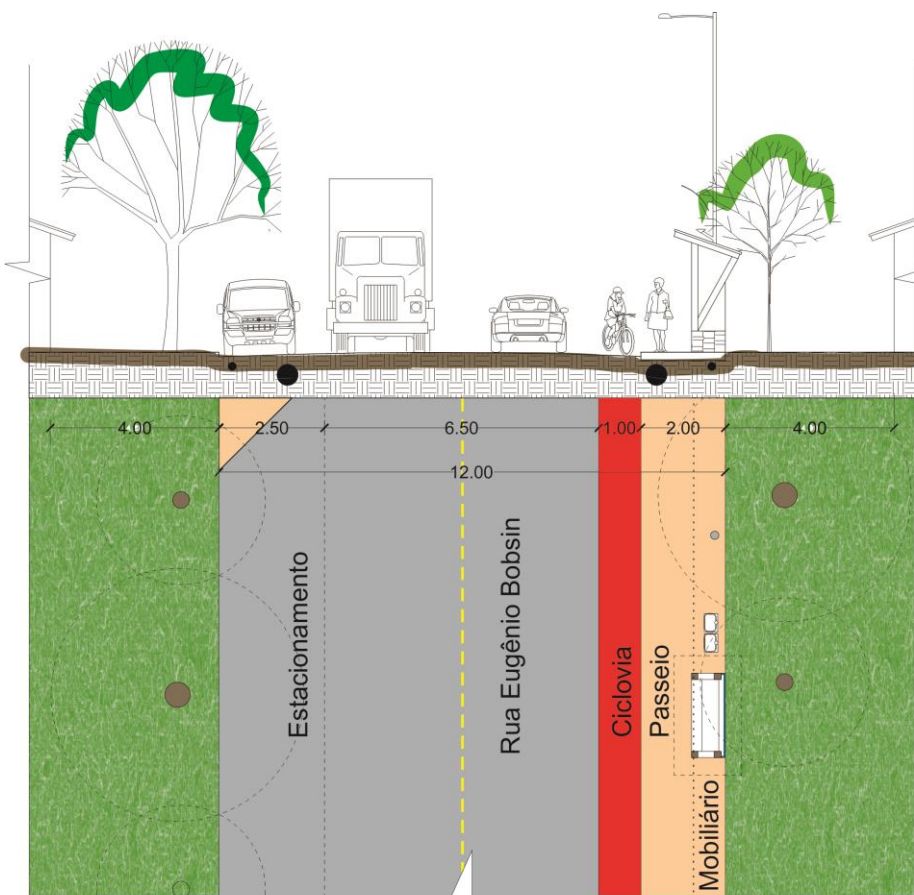 4.00
2.50
6.50
1.00
2.00
4.00
12.00
Estacionamento
Rua Eugênio Bobsin
Ciclovia
Passeio
Mobiliário